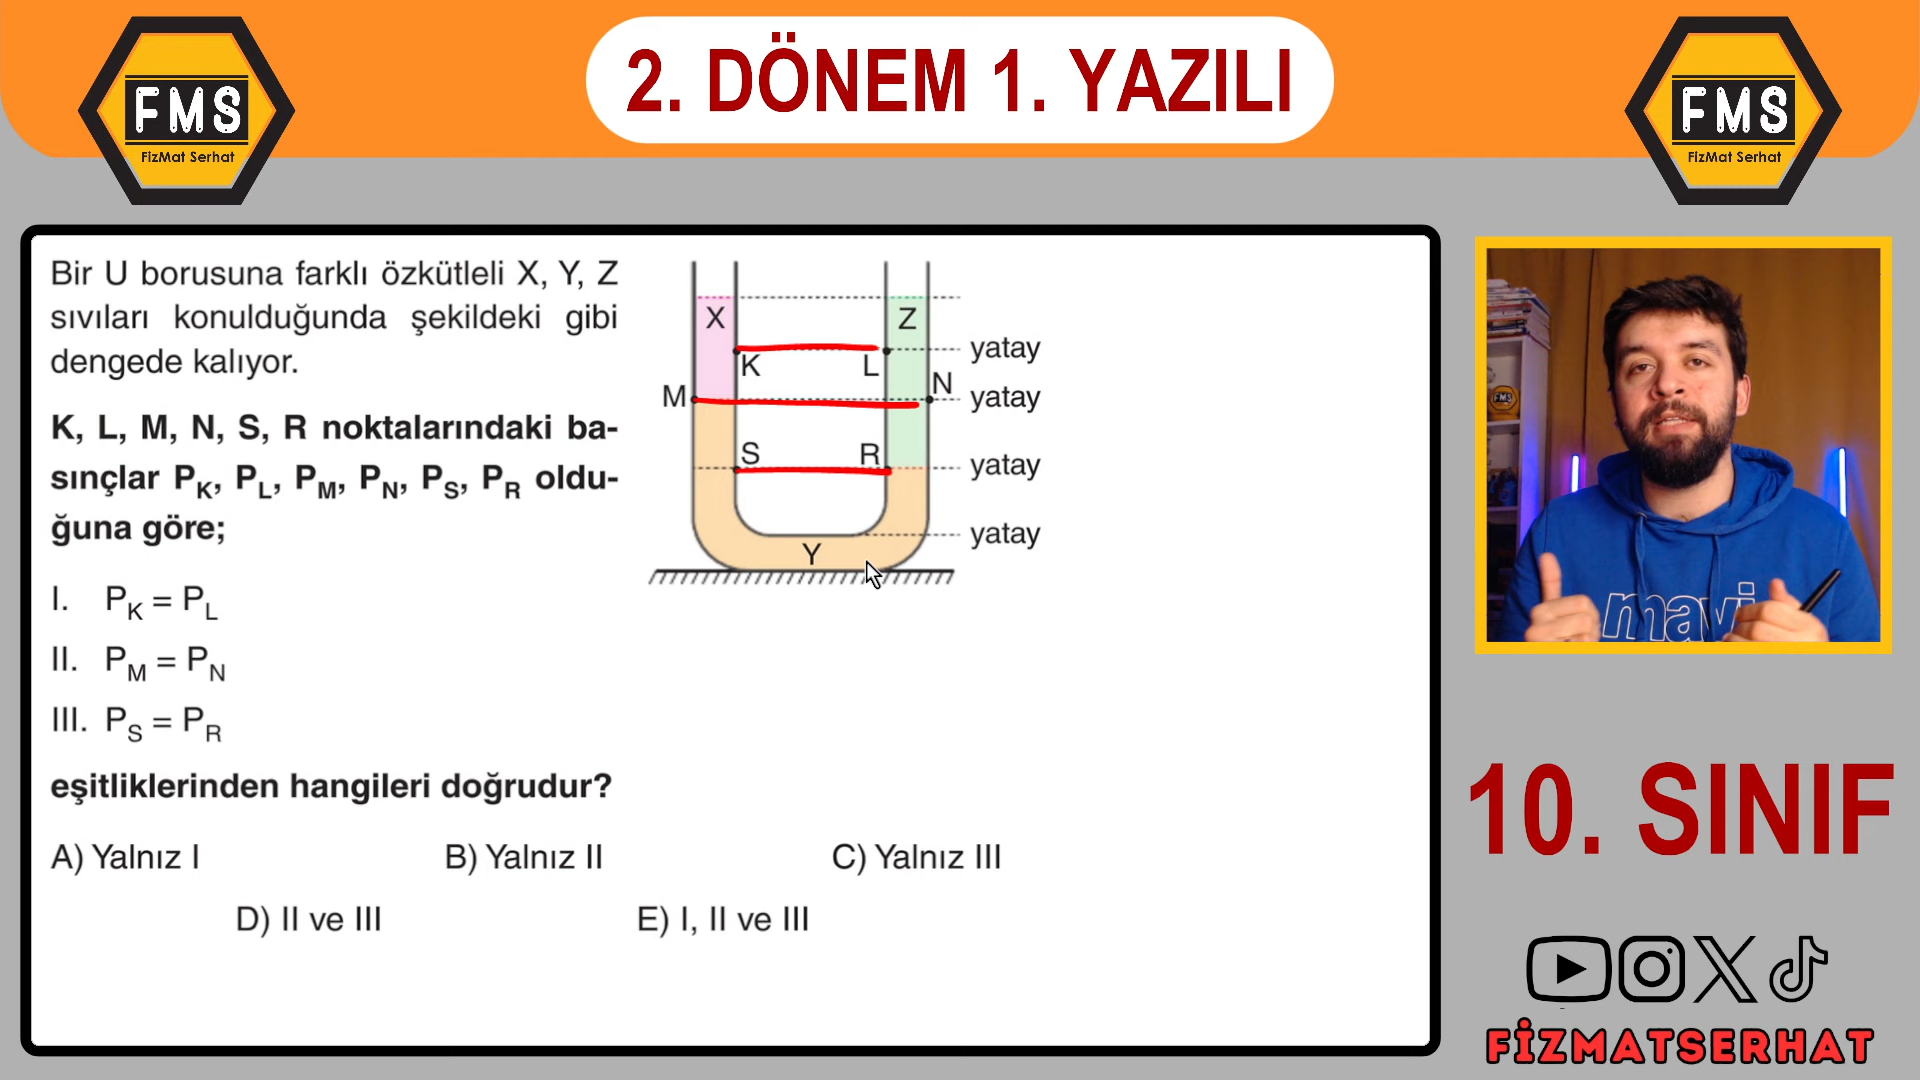 2. DÖNEM 1. YAZILI
FMS
FizMat Serhat
FMS
FizMat Serhat
Bir U borusuna farklı özkütleli X, Y, Z
sıvıları konulduğunda şekildeki gibi
dengede kalıyor.
K, L, M, N, S, R noktalarındaki ba-
sınçlar PK, PL, PM, PN, PS, PR oldu-
ğuna göre;
I. PK = PL
II. PM = PN
III. PS = PR
eşitliklerinden hangileri doğrudur?
A) Yalnız I
B) Yalnız II
C) Yalnız III
D) II ve III
E) I, II ve III
X
Z
K
L
yatay
M
N
yatay
S
R
yatay
yatay
Y
FMS
mavi
10. SINIF
FİZMATSERHAT